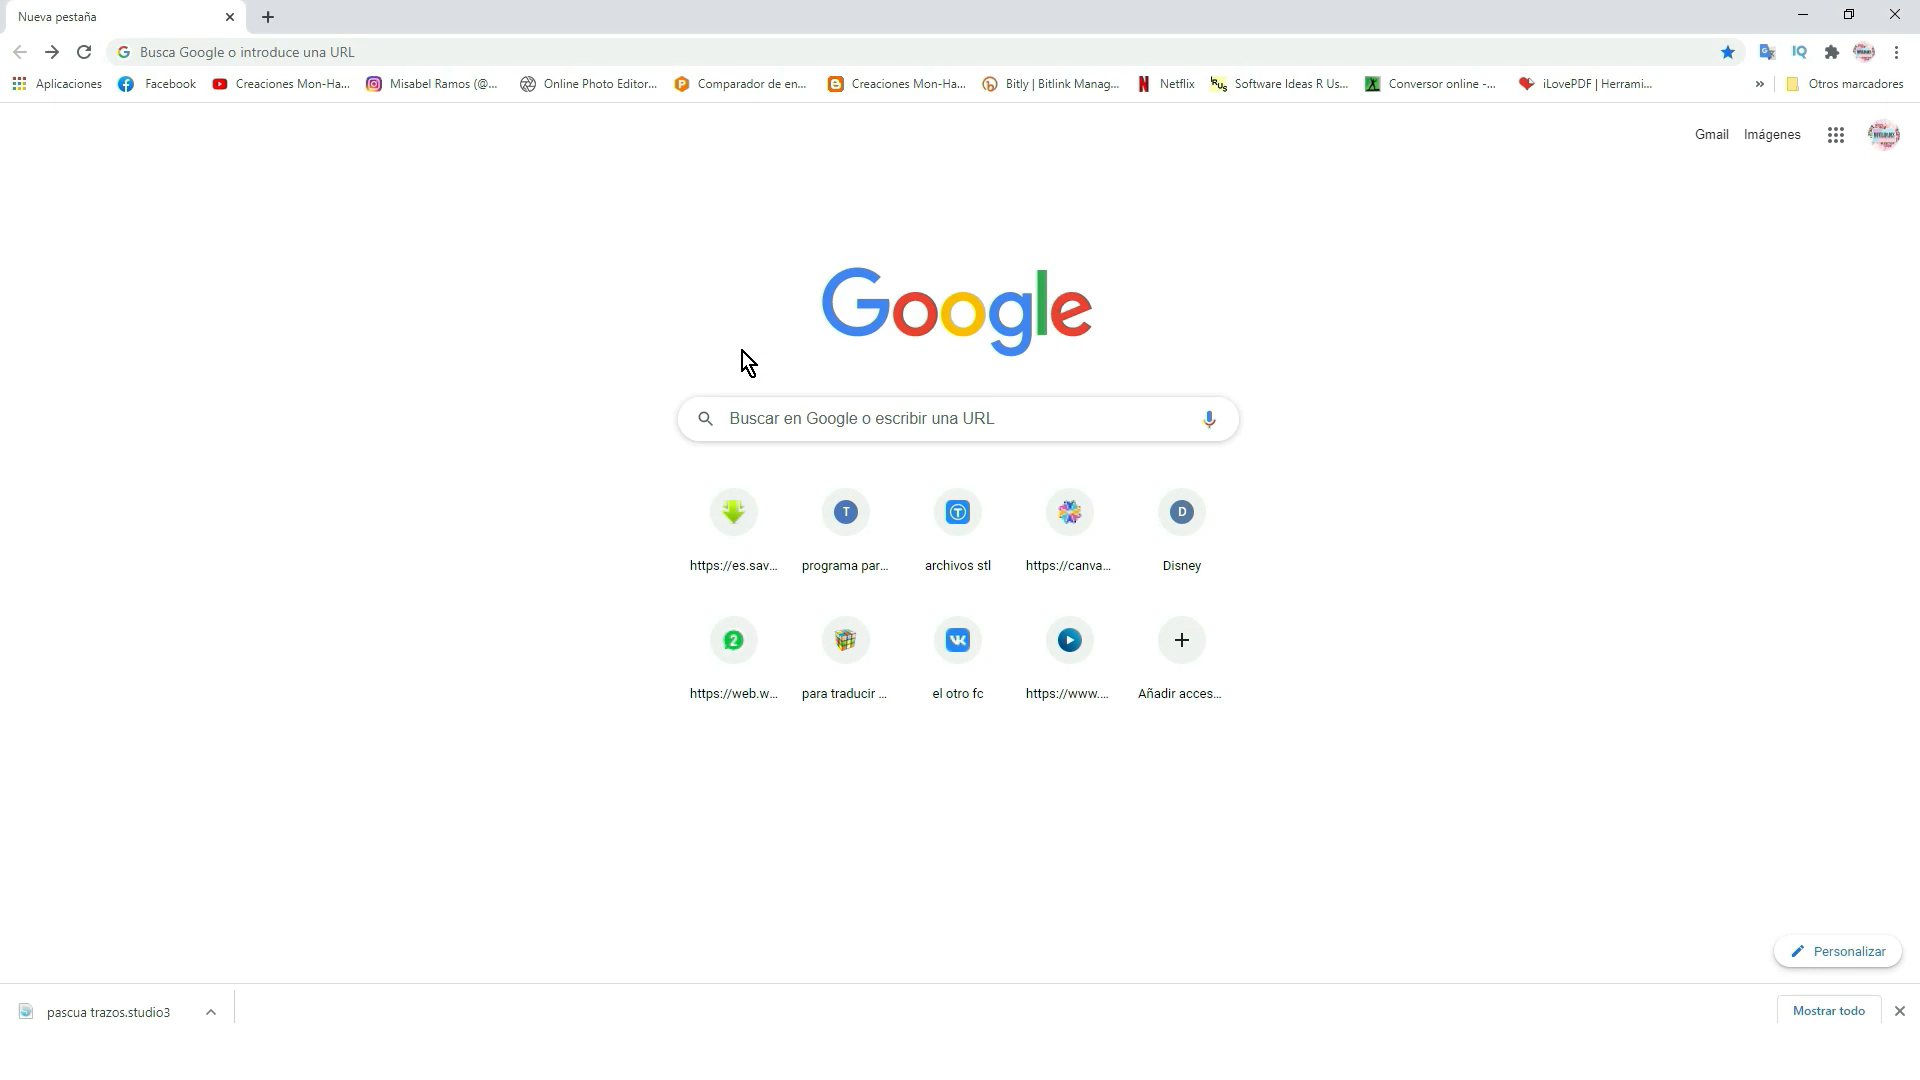 Nueva pestaña
Busca Google o introduce una URL
Aplicaciones Facebook Creaciones Mon-Ha... Misabel Ramos (@... Online Photo Editor... Comparador de en... Creaciones Mon-Ha... Bitly | Bitlink Manag... Netflix Software Ideas R Us... Conversor online -... iLovePDF | Herrami... » Otros marcadores
Gmail Imágenes
Google
Buscar en Google o escribir una URL
https://es.sav... programa par... archivos stl https://canva... Disney
https://web.w... para traducir ... el otro fc https://www.... Añadir acces...
Personalizar
pascua trazos.studio3 Mostrar todo